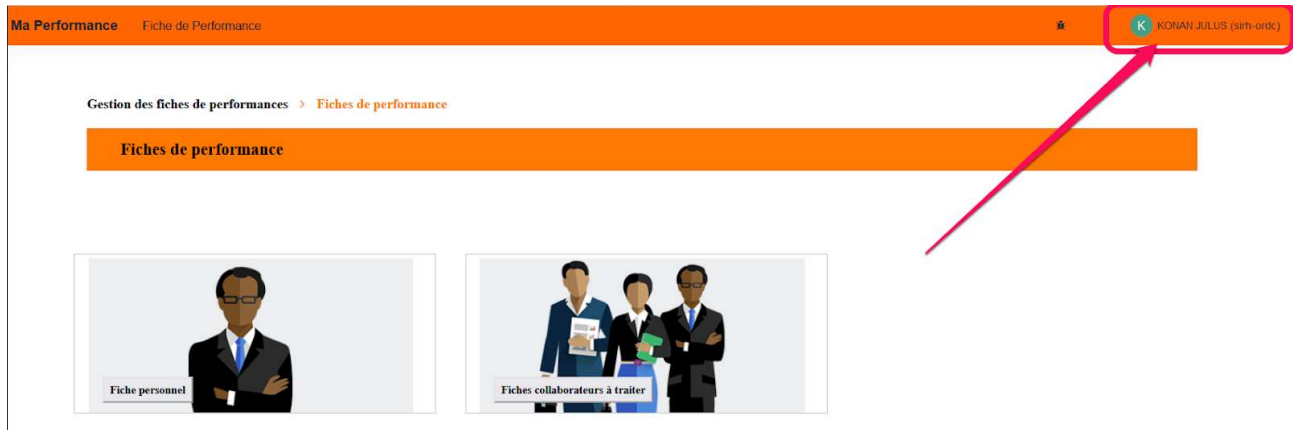 Ma Performance Fiche de Performance K KONAN JULUS (sirh-ordc)
Gestion des fiches de performances > Fiches de performance
Fiches de performance
Fiche personnel
Fiches collaborateurs à traiter